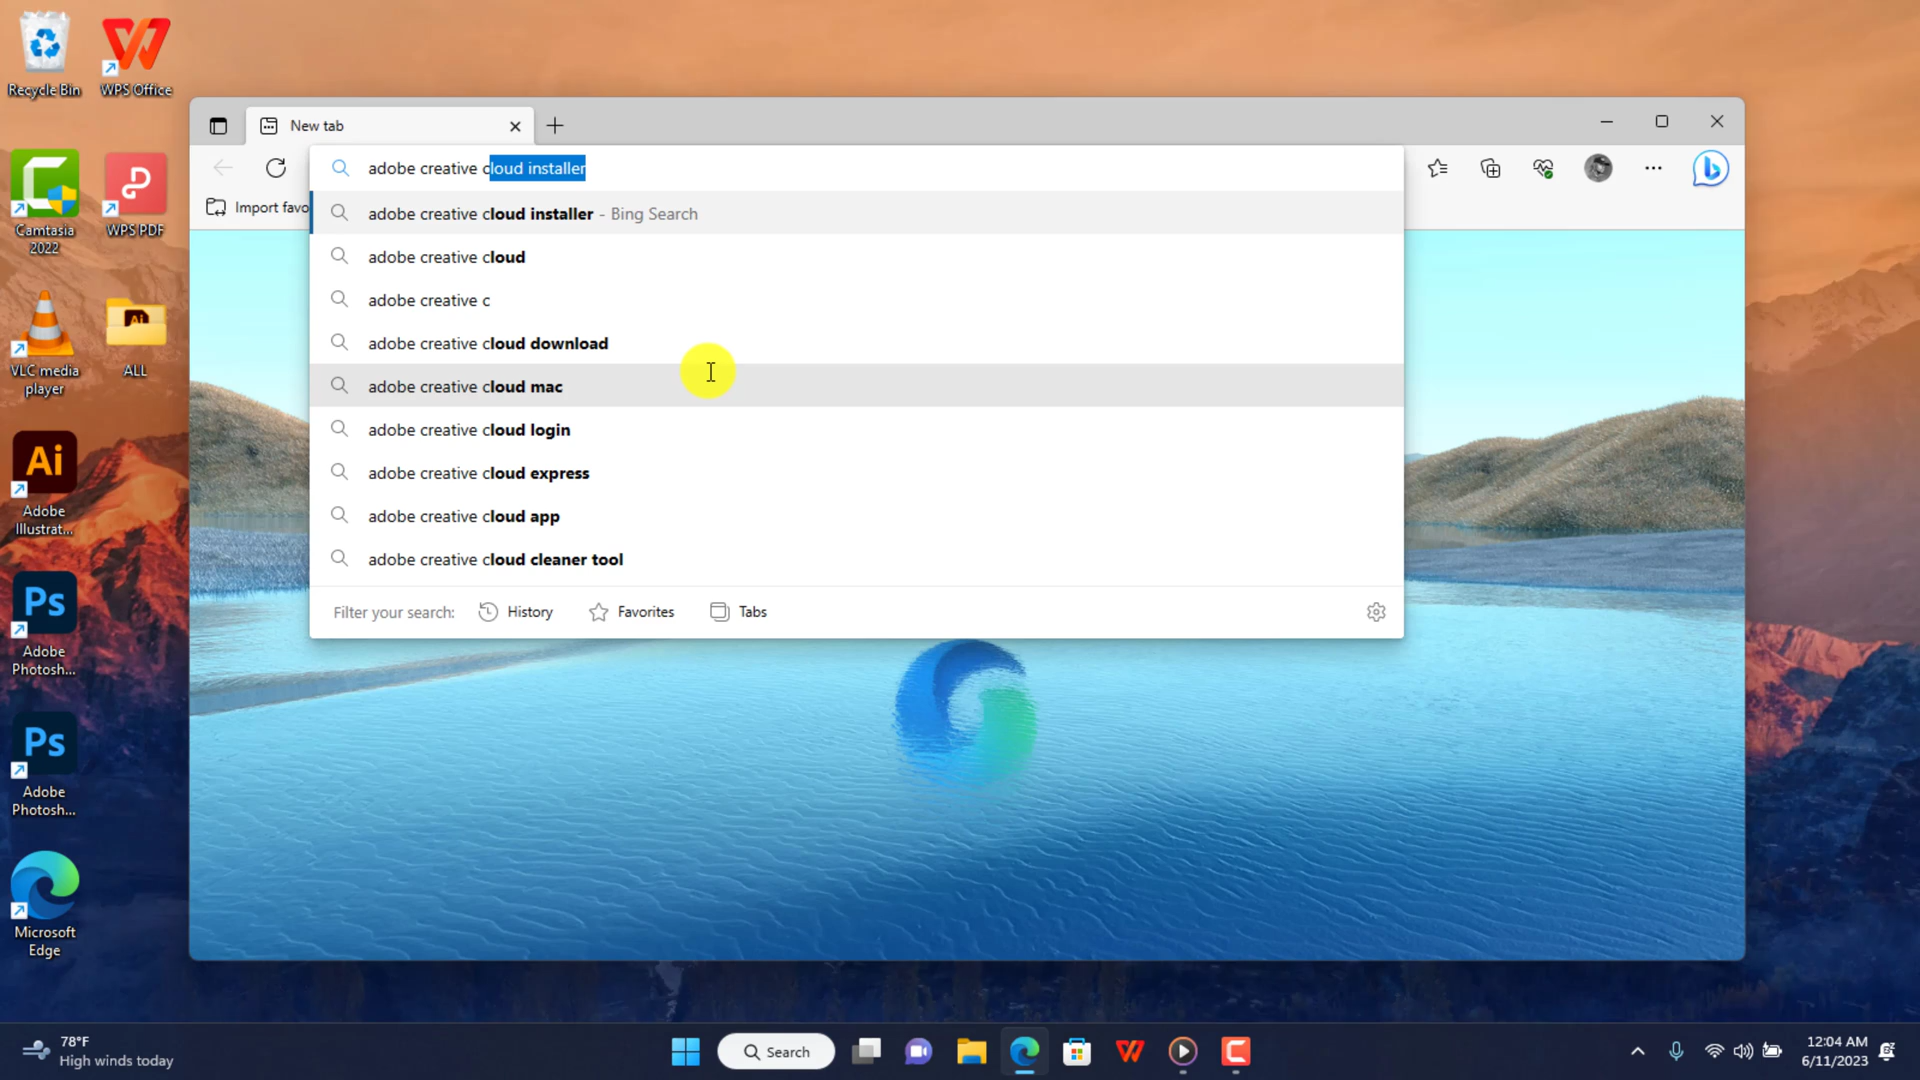 Recycle Bin
WPS Office
Camtasia
2022
WPS PDF
VLC media
player
Ai
ALL
Ai
Adobe
Illustrat...
Ps
Adobe
Photosh...
Ps
Adobe
Photosh...
Microsoft
Edge
New tab
adobe creative cloud installer
Import favo
adobe creative cloud installer - Bing Search
adobe creative cloud
adobe creative c
adobe creative cloud download
adobe creative cloud mac
adobe creative cloud login
adobe creative cloud express
adobe creative cloud app
adobe creative cloud cleaner tool
Filter your search: History Favorites Tabs
78°F
High winds today
Search
12:04 AM
6/11/2023